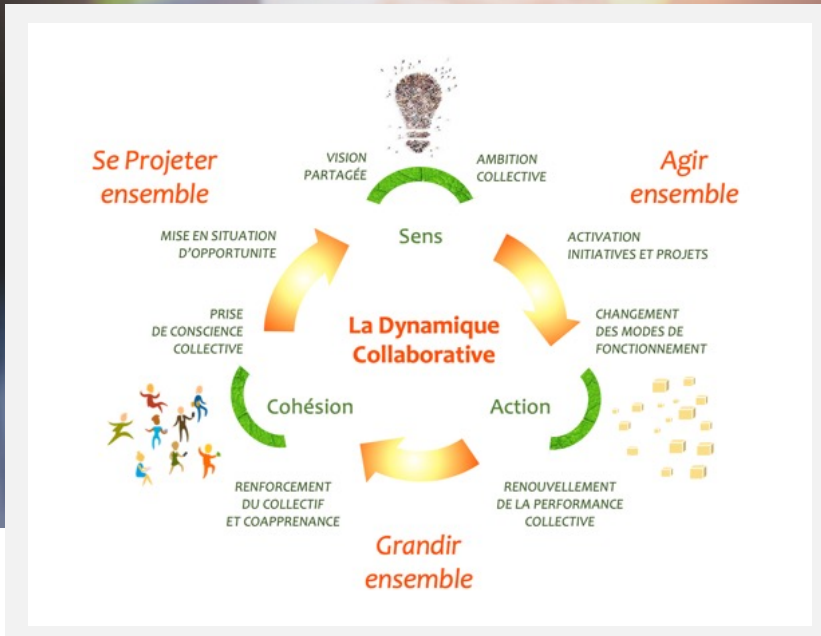 Se Projeter
ensemble
VISION
PARTAGÉE
AMBITION
COLLECTIVE
Agir
ensemble
MISE EN SITUATION
D'OPPORTUNITE
Sens
ACTIVATION
INITIATIVES ET PROJETS
PRISE
DE CONSCIENCE
COLLECTIVE
La Dynamique
Collaborative
CHANGEMENT
DES MODES DE
FONCTIONNEMENT
Cohésion
Action
RENFORCEMENT
DU COLLECTIF
ET COAPPRENANCE
RENOUVELLEMENT
DE LA PERFORMANCE
COLLECTIVE
Grandir
ensemble